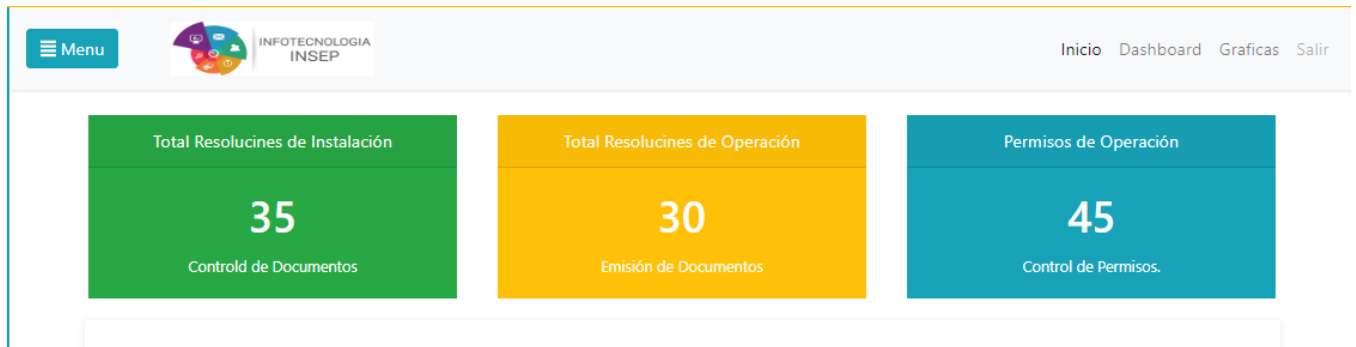 Menu
INFOTECNOLOGIA
INSEP
Inicio Dashboard Graficas Salir
Total Resolucines de Instalación
35
Controld de Documentos
Total Resolucines de Operación
30
Emisión de Documentos
Permisos de Operación
45
Control de Permisos.